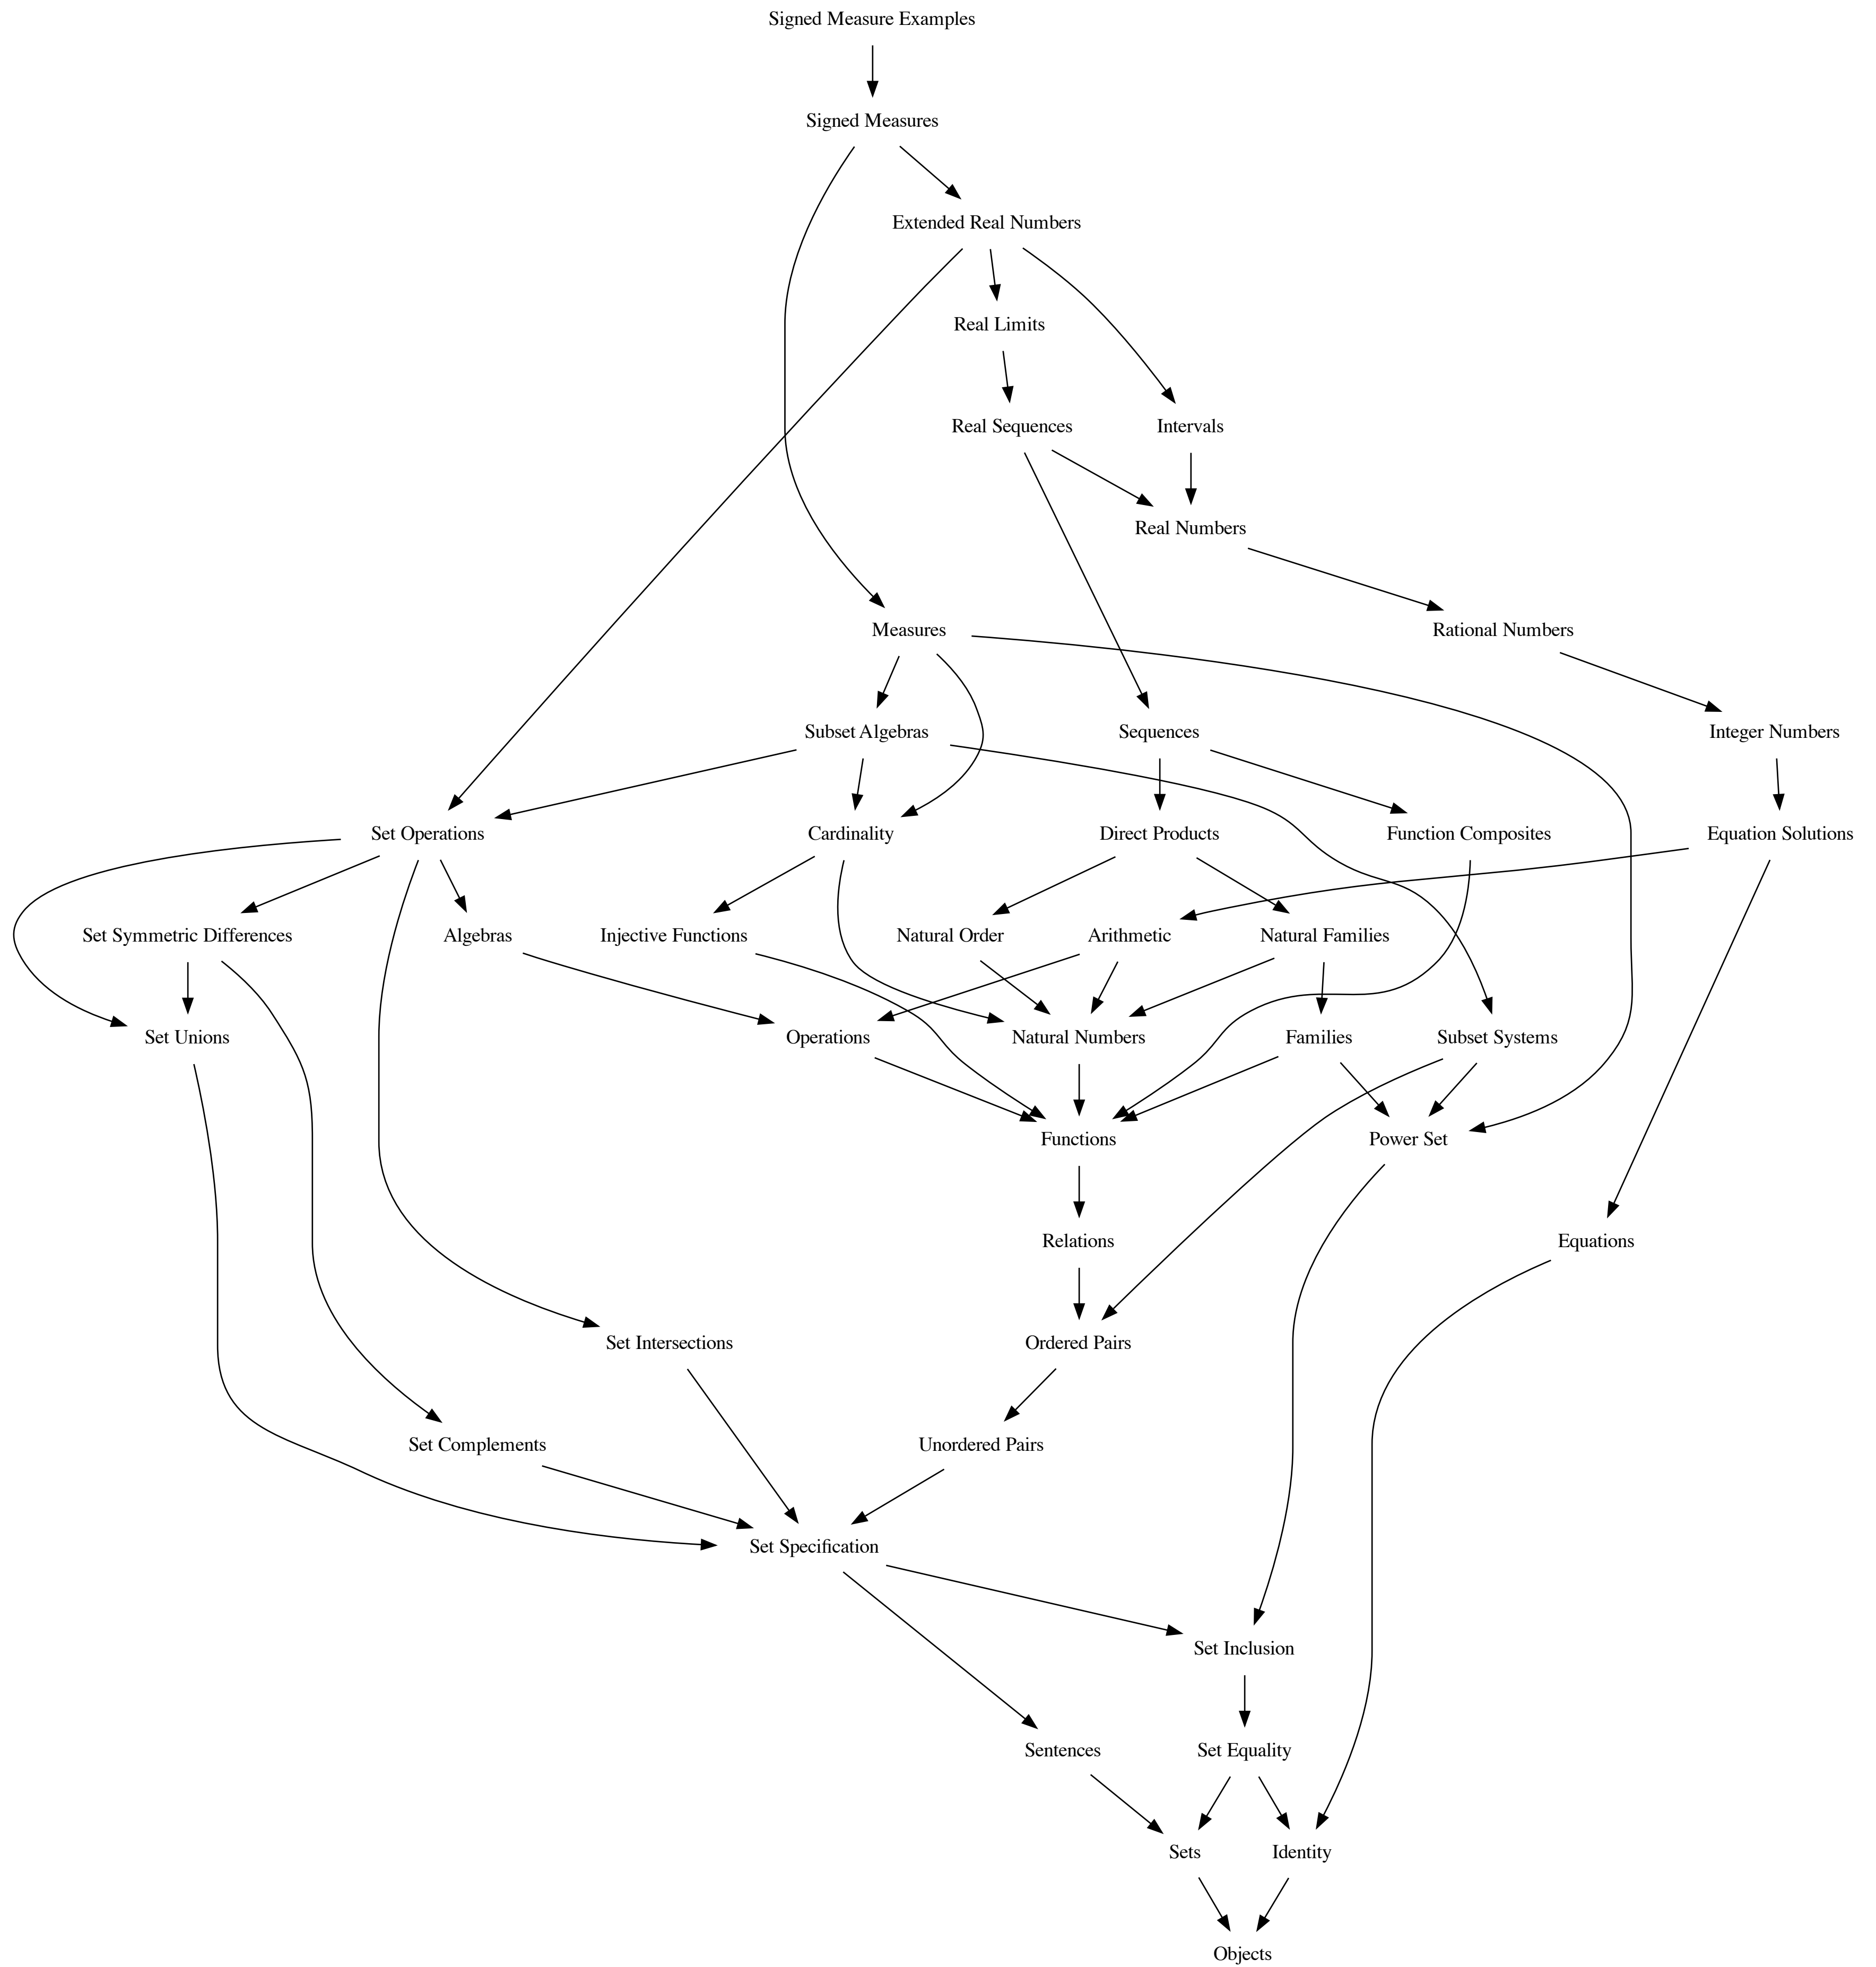 Signed Measure Examples
Signed Measures
Extended Real Numbers
Real Limits
Real Sequences
Intervals
Real Numbers
Measures
Rational Numbers
Subset Algebras
Sequences
Integer Numbers
Set Operations
Cardinality
Direct Products
Function Composites
Equation Solutions
Set Symmetric Differences
Algebras
Injective Functions
Natural Order
Arithmetic
Natural Families
Set Unions
Operations
Natural Numbers
Families
Subset Systems
Functions
Power Set
Relations
Equations
Set Intersections
Ordered Pairs
Set Complements
Unordered Pairs
Set Specification
Set Inclusion
Sentences
Set Equality
Sets
Identity
Objects